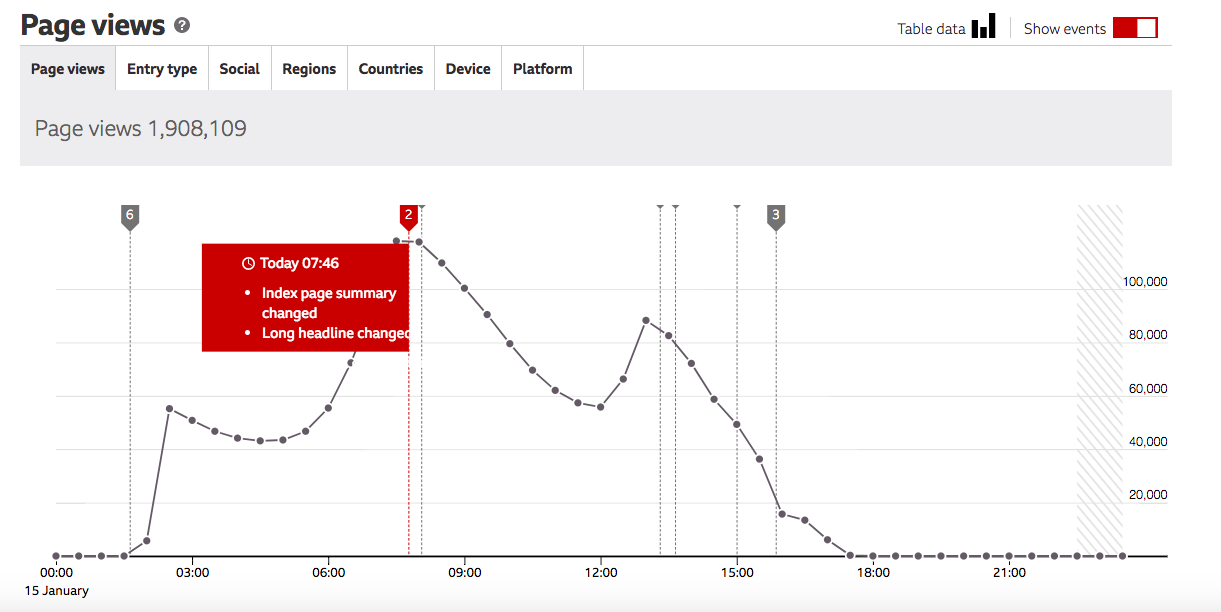 Page views ?
Table data
Show events
Page views Entry type Social Regions Countries Device Platform
Page views 1,908,109
6
2
3
Today 07:46
• Index page summary
changed
• Long headline changed
100,000
80,000
60,000
40,000
20,000
00:00 03:00 06:00 09:00 12:00 15:00 18:00 21:00
15 January